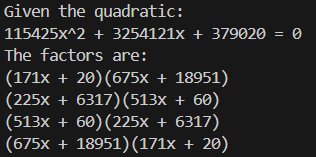 Given the quadratic:
115425x^2 + 3254121x + 379020 = 0
The factors are:
(171x + 20)(675x + 18951)
(225x + 6317)(513x + 60)
(513x + 60)(225x + 6317)
(675x + 18951)(171x + 20)